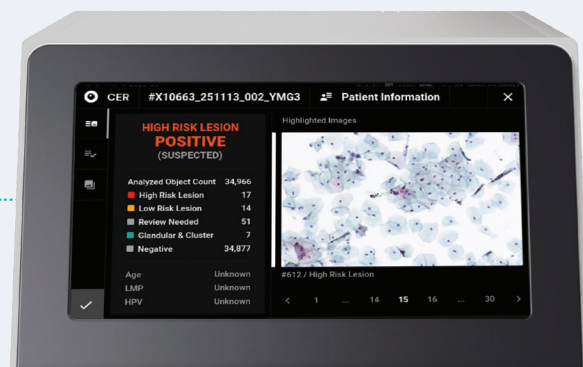 CER #X10663_251113_002_YMG3 Patient Information
HIGH RISK LESION
POSITIVE
(SUSPECTED)
Analyzed Object Count 34,966
High Risk Lesion 17
Low Risk Lesion 14
Review Needed 51
Glandular & Cluster 7
Negative 34,877
Age Unknown
LMP Unknown
HPV Unknown
Highlighted Images
#612 / High Risk Lesion
< 1 ... 14 15 16 ... 30 >